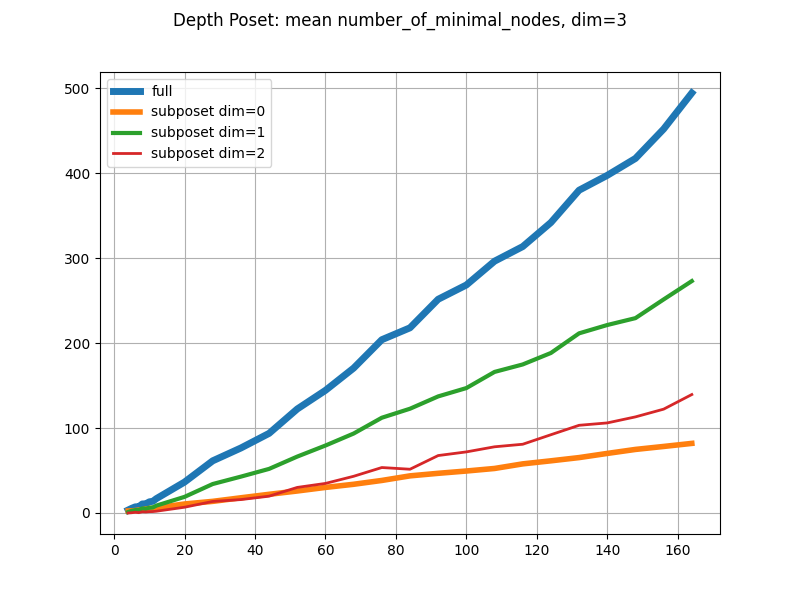 Depth Poset: mean number_of_minimal_nodes, dim=3
500
400
300
200
100
0
full
subposet dim=0
subposet dim=1
subposet dim=2
0 20 40 60 80 100 120 140 160